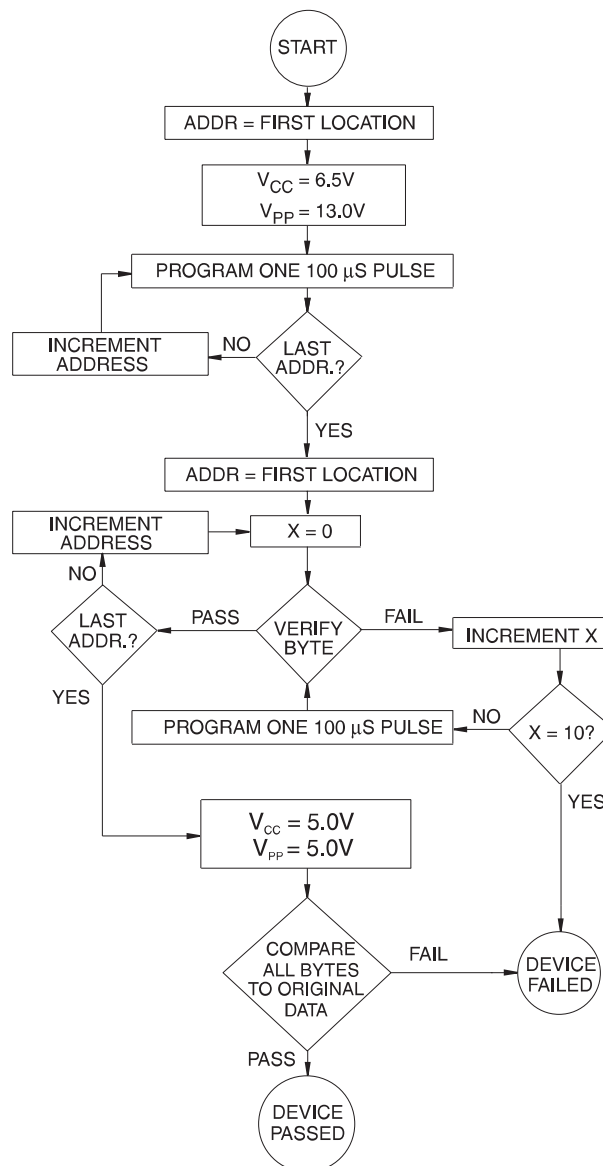 START
ADDR = FIRST LOCATION
VCC = 6.5V
VPP = 13.0V
PROGRAM ONE 100 µS PULSE
INCREMENT
ADDRESS
NO
LAST
ADDR.?
YES
ADDR = FIRST LOCATION
INCREMENT
ADDRESS
X = 0
NO
LAST
ADDR.?
PASS
VERIFY
BYTE
FAIL
INCREMENT X
YES
PROGRAM ONE 100 µS PULSE
NO
X = 10?
YES
VCC = 5.0V
VPP = 5.0V
COMPARE
ALL BYTES
TO ORIGINAL
DATA
FAIL
DEVICE
FAILED
PASS
DEVICE
PASSED